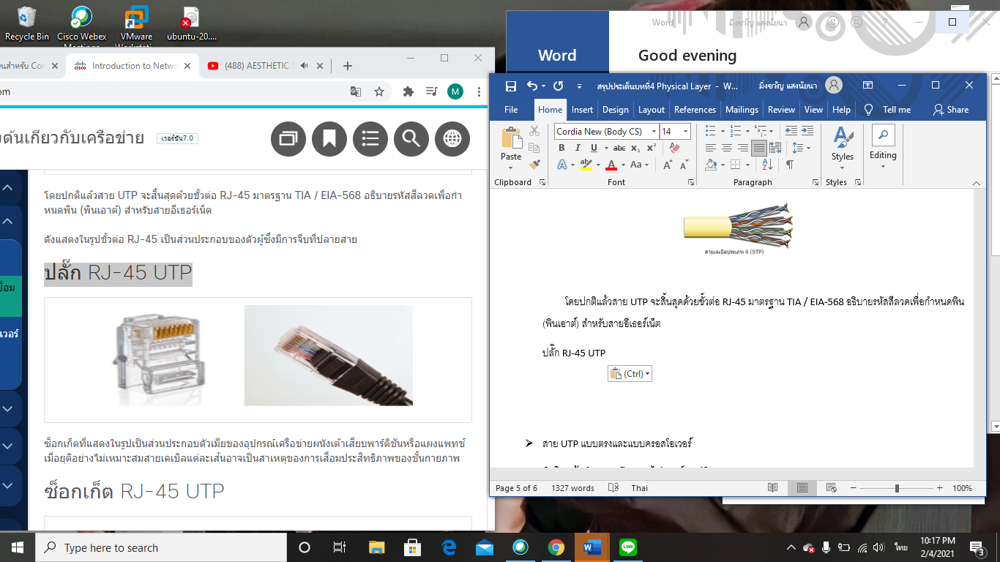 Recycle Bin
Cisco Webex
VMware
ubuntu-20....
Word
มิ่งขวัญ แสงนัยนา
Word
Good evening
Introduction to Netw
(488) AESTHETIC S
om
M
งต้นเกี่ยวกับเครือข่าย
เวอร์ชัน7.0
โดยปกติแล้วสาย UTP จะสิ้นสุดด้วยขั้วต่อ RJ-45 มาตรฐาน TIA / EIA-568 อธิบายรหัสสีลวดเพื่อกำ
หนดพิน (พินเอาต์) สำหรับสายอีเธอร์เน็ต
ดังแสดงในรูปขั้วต่อ RJ-45 เป็นส่วนประกอบของตัวผู้ซึ่งมีการจีบที่ปลายสาย
ปลั๊ก RJ-45 UTP
ซ็อกเก็ตที่แสดงในรูปเป็นส่วนประกอบตัวเมียของอุปกรณ์เครือข่ายผนังเต้าเสียบพาร์ติชันหรือแผงแพทช์
เมื่อยุติอย่างไม่เหมาะสมสายเคเบิลแต่ละเส้นอาจเป็นสาเหตุของการเสื่อมประสิทธิภาพของชั้นกายภาพ
ซ็อกเก็ต RJ-45 UTP
สรุปประเด็นบทที่4 Physical Layer - W...
มิ่งขวัญ แสงนัยนา
File Home Insert Design Layout References Mailings Review View Help Tell me Share
Cordia New (Body CS) 14
Paste
B I U abc x₂ x²
A A Aa A A
Styles
Editing
Clipboard Font Paragraph Styles
สายเคเบิลประเภท 6 (STP)
โดยปกติแล้วสาย UTP จะสิ้นสุดด้วยขั้วต่อ RJ-45 มาตรฐาน TIA / EIA-568 อธิบายรหัสสีลวดเพื่อกำหนดพิน
(พินเอาต์) สำหรับสายอีเธอร์เน็ต
ปลั๊ก RJ-45 UTP
(Ctrl)
สาย UTP แบบตรงและแบบครอสโอเวอร์
Page 5 of 6 1327 words Thai 100%
Type here to search
ไทย
10:17 PM
2/4/2021
3